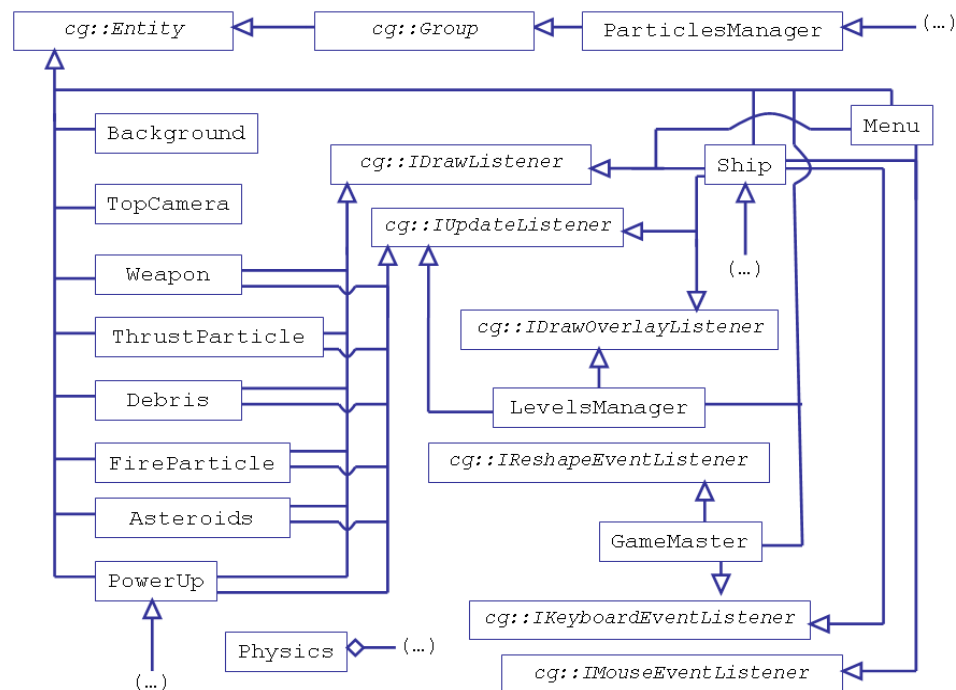 cg::Entity
cg::Group
ParticlesManager
(…)
Background
Menu
cg::IDrawListener
Ship
TopCamera
cg::IUpdateListener
Weapon
(…)
ThrustParticle
cg::IDrawOverlayListener
Debris
LevelsManager
FireParticle
cg::IReshapeEventListener
Asteroids
GameMaster
PowerUp
cg::IKeyboardEventListener
Physics
(…)
cg::IMouseEventListener
(…)